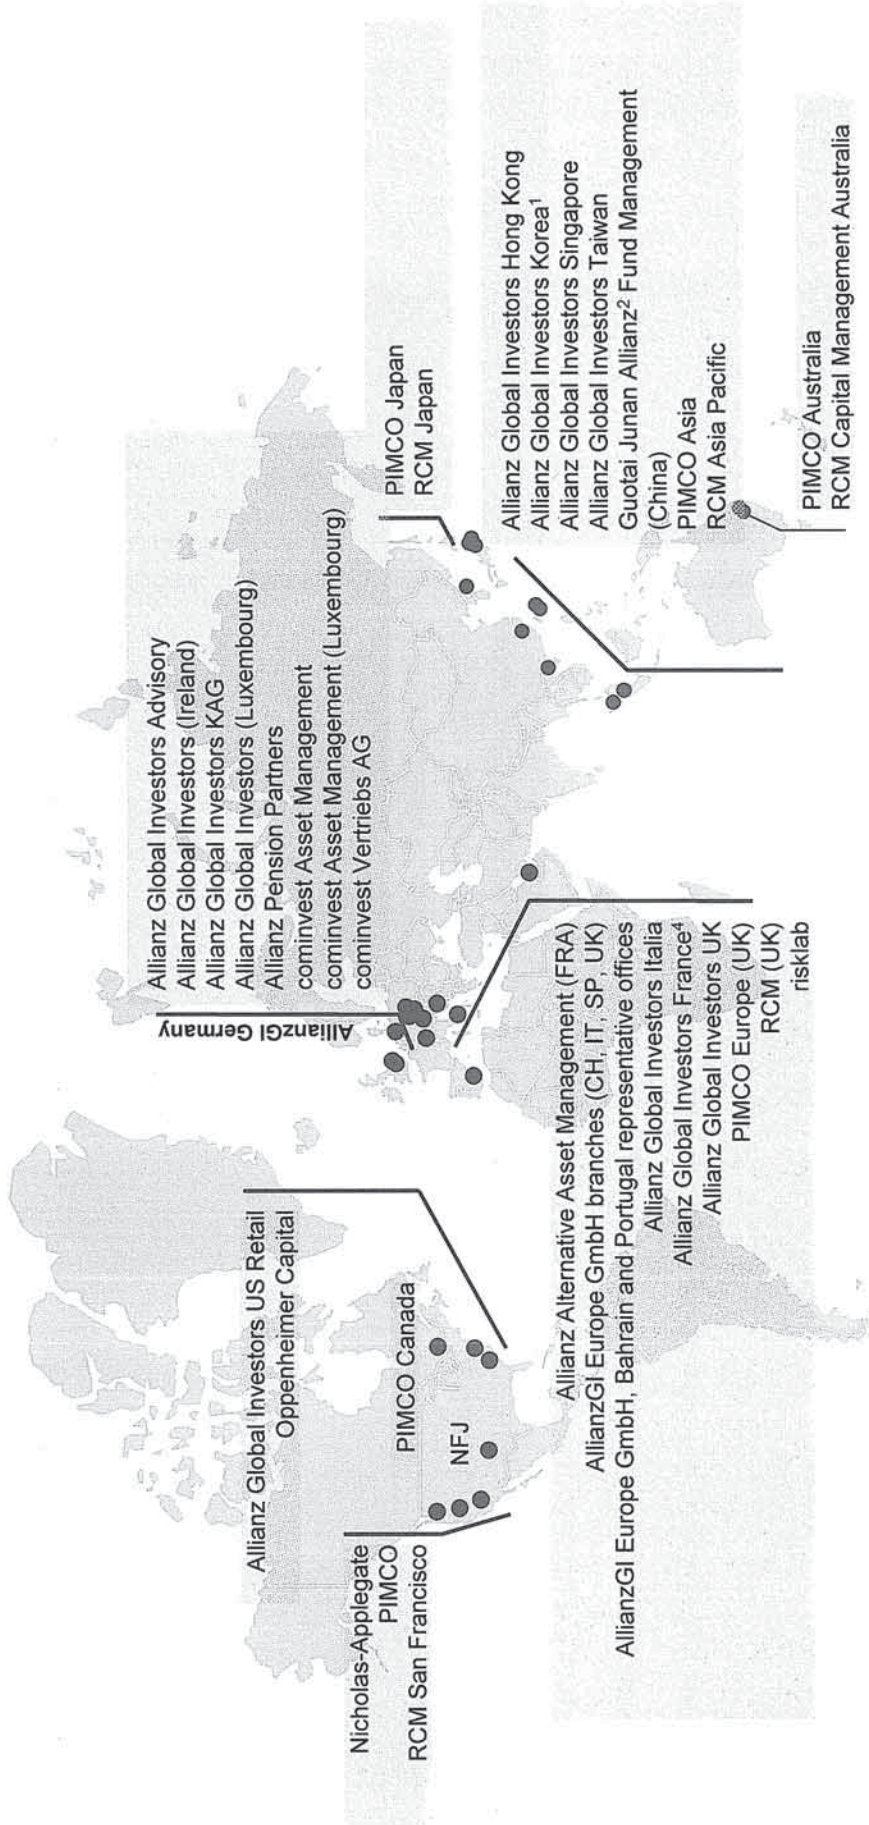 Nicholas-Applegate
PIMCO
RCM San Francisco
Allianz Global Investors US Retail
Oppenheimer Capital
PIMCO Canada
NFJ
AllianzGI Germany
Allianz Global Investors Advisory
Allianz Global Investors (Ireland)
Allianz Global Investors KAG
Allianz Global Investors (Luxembourg)
Allianz Pension Partners
cominvest Asset Management
cominvest Asset Management (Luxembourg)
cominvest Vertriebs AG
Allianz Alternative Asset Management (FRA)
AllianzGI Europe GmbH branches (CH, IT, SP, UK)
AllianzGI Europe GmbH, Bahrain and Portugal representative offices
Allianz Global Investors Italia
Allianz Global Investors France⁴
Allianz Global Investors UK
PIMCO Europe (UK)
RCM (UK)
risklab
PIMCO Japan
RCM Japan
Allianz Global Investors Hong Kong
Allianz Global Investors Korea¹
Allianz Global Investors Singapore
Allianz Global Investors Taiwan
Guotai Junan Allianz² Fund Management
(China)
PIMCO Asia
RCM Asia Pacific
PIMCO Australia
RCM Capital Management Australia